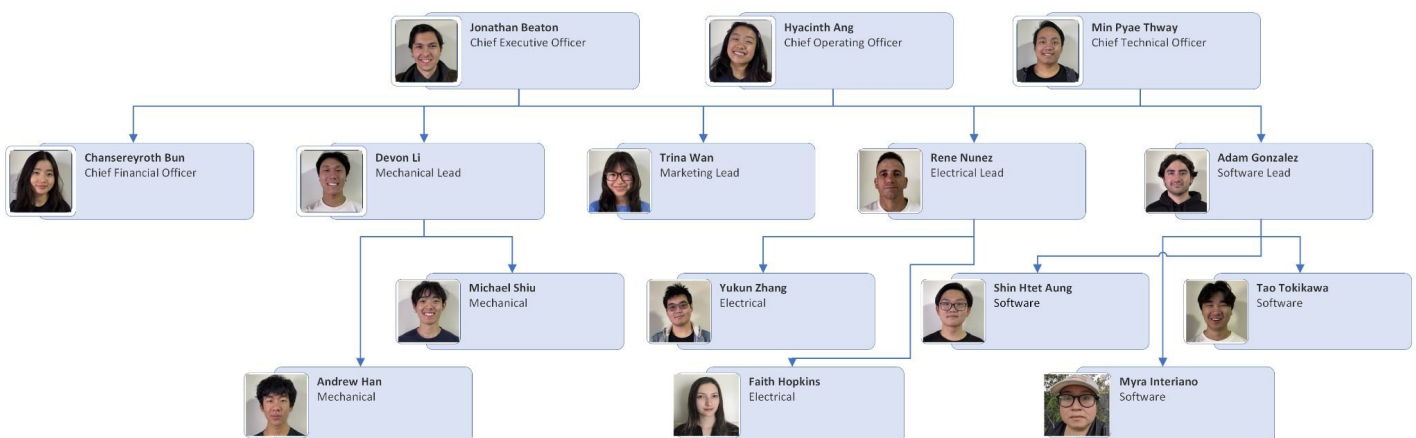 Jonathan Beaton
Chief Executive Officer
Hyacinth Ang
Chief Operating Officer
Min Pyae Thway
Chief Technical Officer
Chansereyroth Bun
Chief Financial Officer
Devon Li
Mechanical Lead
Trina Wan
Marketing Lead
Rene Nunez
Electrical Lead
Adam Gonzalez
Software Lead
Michael Shiu
Mechanical
Yukun Zhang
Electrical
Shin Htet Aung
Software
Tao Tokikawa
Software
Andrew Han
Mechanical
Faith Hopkins
Electrical
Myra Interiano
Software